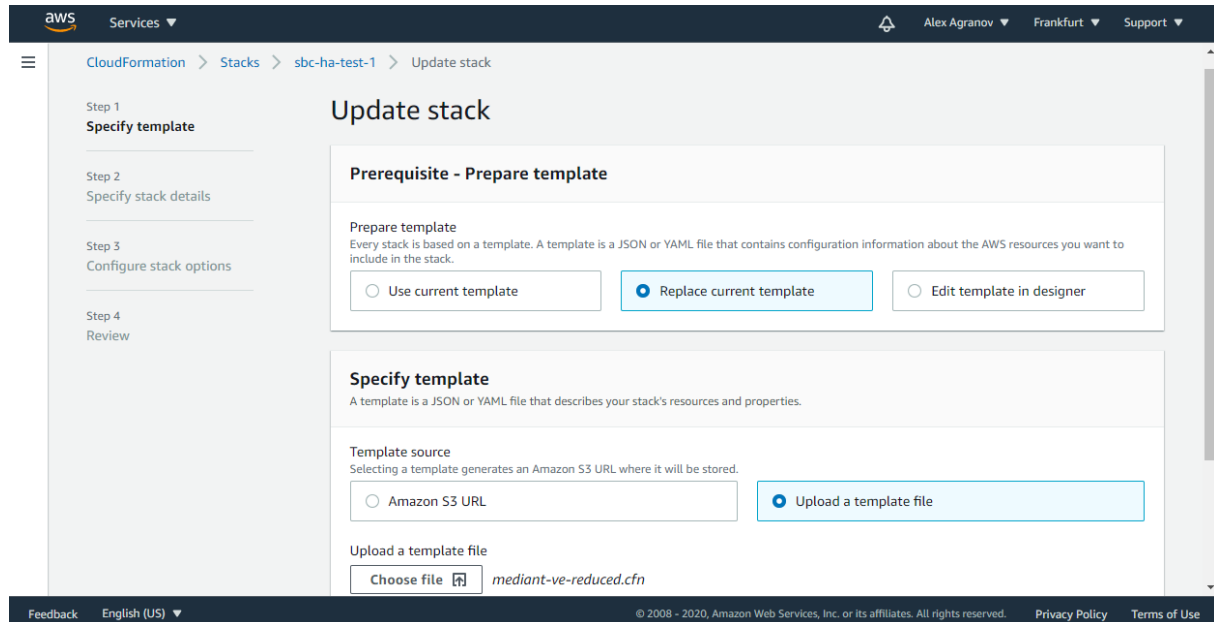 aws Services ▼ Alex Agranov ▼ Frankfurt ▼ Support ▼
CloudFormation > Stacks > sbc-ha-test-1 > Update stack
Step 1
Specify template
Step 2
Specify stack details
Step 3
Configure stack options
Step 4
Review
Update stack
Prerequisite - Prepare template
Prepare template
Every stack is based on a template. A template is a JSON or YAML file that contains configuration information about the AWS resources you want to
include in the stack.
Use current template Replace current template Edit template in designer
Specify template
A template is a JSON or YAML file that describes your stack's resources and properties.
Template source
Selecting a template generates an Amazon S3 URL where it will be stored.
Amazon S3 URL Upload a template file
Upload a template file
Choose file mediant-ve-reduced.cfn
Feedback English (US) ▼ © 2008 - 2020, Amazon Web Services, Inc. or its affiliates. All rights reserved. Privacy Policy Terms of Use